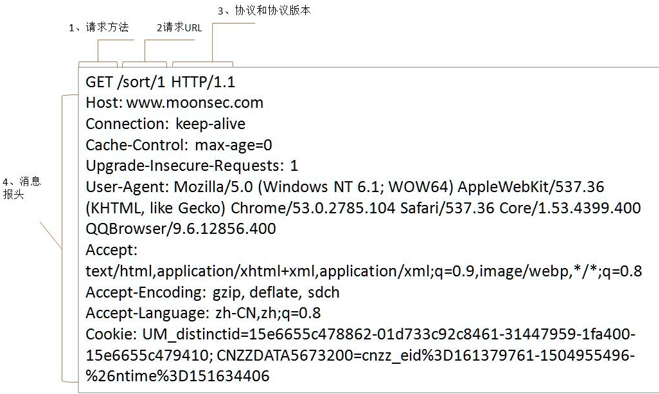 3、协议和协议版本
1、请求方法
2请求URL
GET /sort/1 HTTP/1.1
Host: www.moonsec.com
Connection: keep-alive
Cache-Control: max-age=0
Upgrade-Insecure-Requests: 1
4、消息
报头
User-Agent: Mozilla/5.0 (Windows NT 6.1; WOW64) AppleWebKit/537.36
(KHTML, like Gecko) Chrome/53.0.2785.104 Safari/537.36 Core/1.53.4399.400
QQBrowser/9.6.12856.400
Accept:
text/html,application/xhtml+xml,application/xml;q=0.9,image/webp,*/*;q=0.8
Accept-Encoding: gzip, deflate, sdch
Accept-Language: zh-CN,zh;q=0.8
Cookie: UM_distinctid=15e6655c478862-01d733c92c8461-31447959-1fa400-
15e6655c479410; CNZZDATA5673200=cnzz_eid%3D161379761-1504955496-
%26ntime%3D151634406